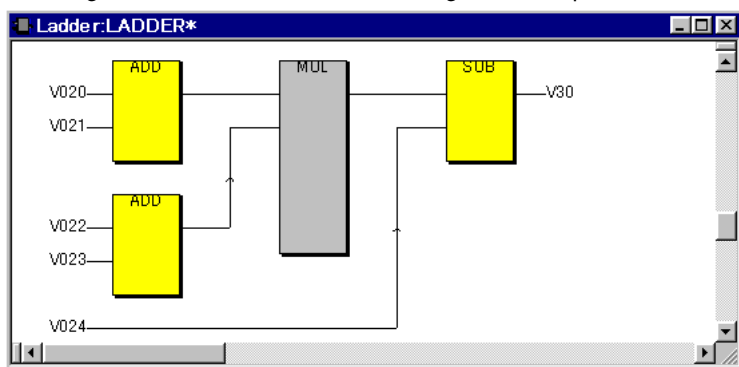 Ladder:LADDER*
ADD MUL SUB
V020 V30
V021
ADD
V022
V023
V024